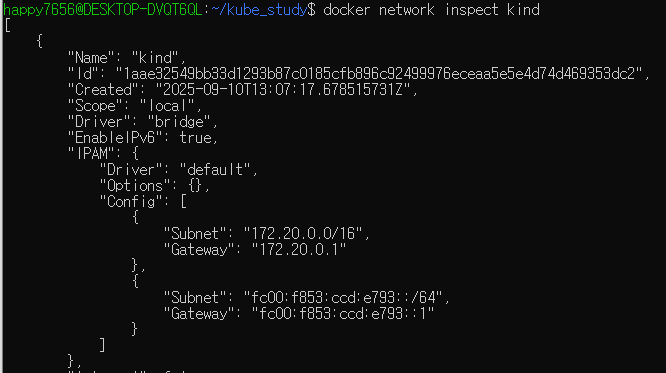 happy7656@DESKTOP-DVQT6QL:~/kube_study$ docker network inspect kind
[
    {
        "Name": "kind",
        "Id": "1aae32549bb33d1293b87c0185cfb896c92499976eceaa5e5e4d74d469353dc2",
        "Created": "2025-09-10T13:07:17.678515731Z",
        "Scope": "local",
        "Driver": "bridge",
        "EnableIPv6": true,
        "IPAM": {
            "Driver": "default",
            "Options": {},
            "Config": [
                {
                    "Subnet": "172.20.0.0/16",
                    "Gateway": "172.20.0.1"
                },
                {
                    "Subnet": "fc00:f853:ccd:e793::/64",
                    "Gateway": "fc00:f853:ccd:e793::1"
                }
            ]
        },